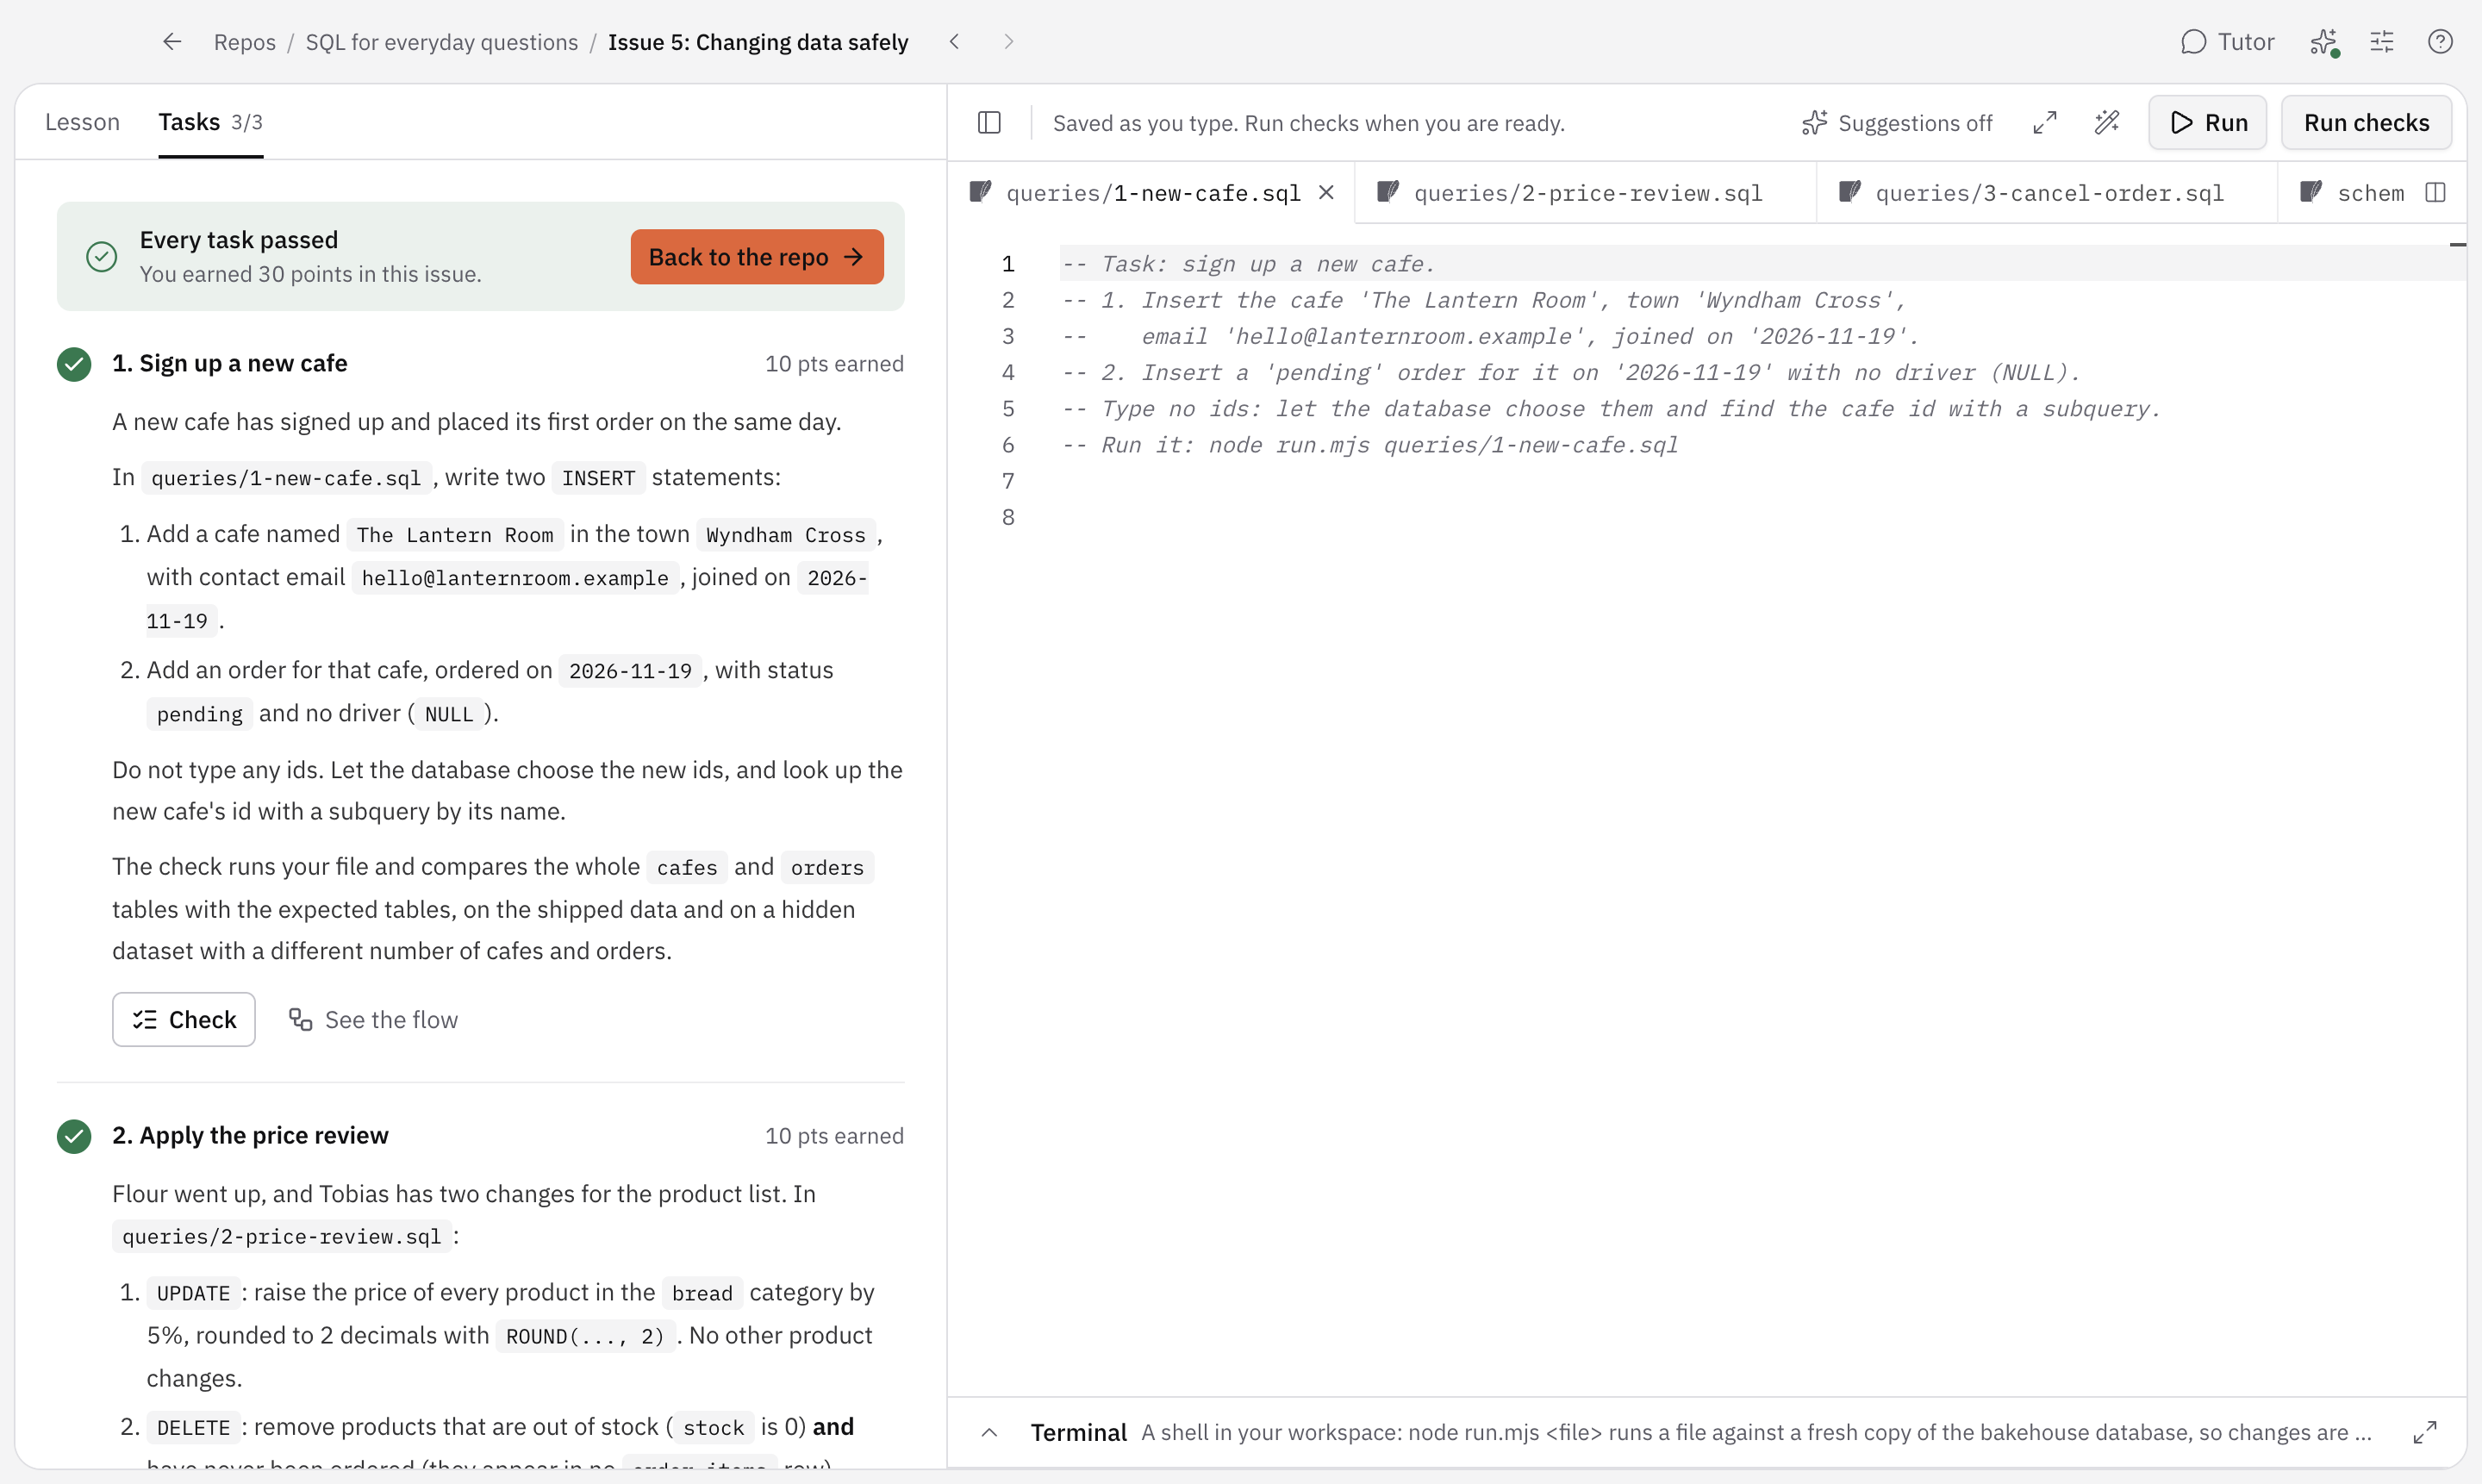 Repos / SQL for everyday questions / Issue 5: Changing data safely
Tutor
Lesson
Tasks 3/3
Every task passed
You earned 30 points in this issue.
Back to the repo
1. Sign up a new cafe
10 pts earned
A new cafe has signed up and placed its first order on the same day.
In queries/1-new-cafe.sql, write two INSERT statements:
1. Add a cafe named The Lantern Room in the town Wyndham Cross,
with contact email hello@lanternroom.example, joined on 2026-
11-19.
2. Add an order for that cafe, ordered on 2026-11-19, with status
pending and no driver (NULL).
Do not type any ids. Let the database choose the new ids, and look up the
new cafe's id with a subquery by its name.
The check runs your file and compares the whole cafes and orders
tables with the expected tables, on the shipped data and on a hidden
dataset with a different number of cafes and orders.
Check
See the flow
2. Apply the price review
10 pts earned
Flour went up, and Tobias has two changes for the product list. In
queries/2-price-review.sql:
1. UPDATE: raise the price of every product in the bread category by
5%, rounded to 2 decimals with ROUND(..., 2). No other product
changes.
2. DELETE: remove products that are out of stock (stock is 0) and
have never been ordered (they appear in no order_items row)
Saved as you type. Run checks when you are ready.
Suggestions off
Run
Run checks
queries/1-new-cafe.sql
queries/2-price-review.sql
queries/3-cancel-order.sql
schem
1 -- Task: sign up a new cafe.
2 -- 1. Insert the cafe 'The Lantern Room', town 'Wyndham Cross',
3 --    email 'hello@lanternroom.example', joined on '2026-11-19'.
4 -- 2. Insert a 'pending' order for it on '2026-11-19' with no driver (NULL).
5 -- Type no ids: let the database choose them and find the cafe id with a subquery.
6 -- Run it: node run.mjs queries/1-new-cafe.sql
7
8
Terminal
A shell in your workspace: node run.mjs <file> runs a file against a fresh copy of the bakehouse database, so changes are ...